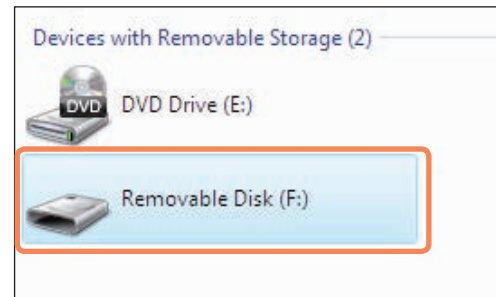 Devices with Removable Storage (2)
DVD
DVD Drive (E:)
Removable Disk (F:)